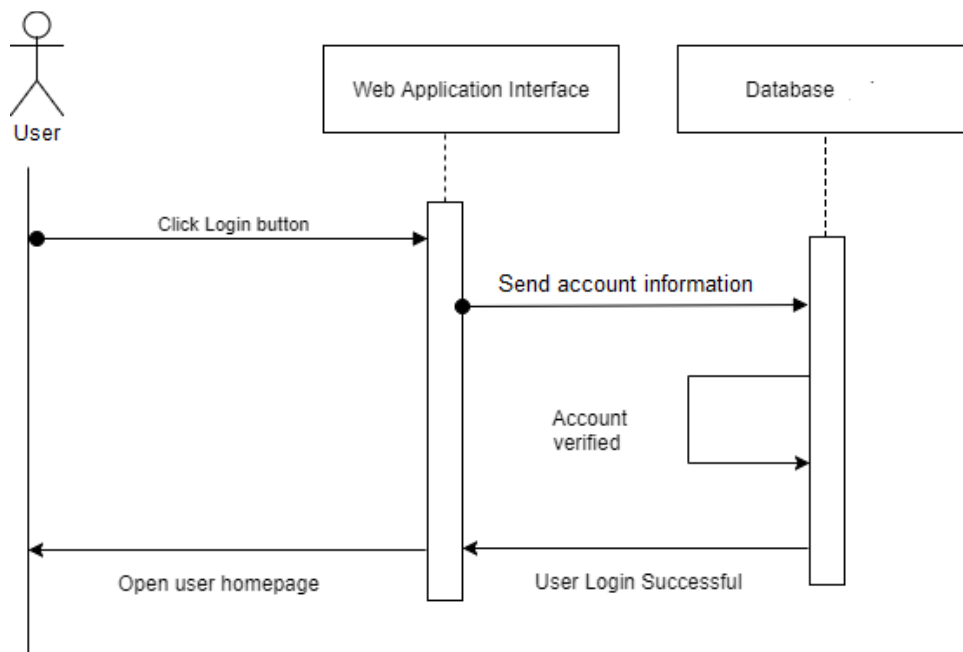 User
Web Application Interface
Database
Click Login button
Send account information
Account
verified
Open user homepage
User Login Successful